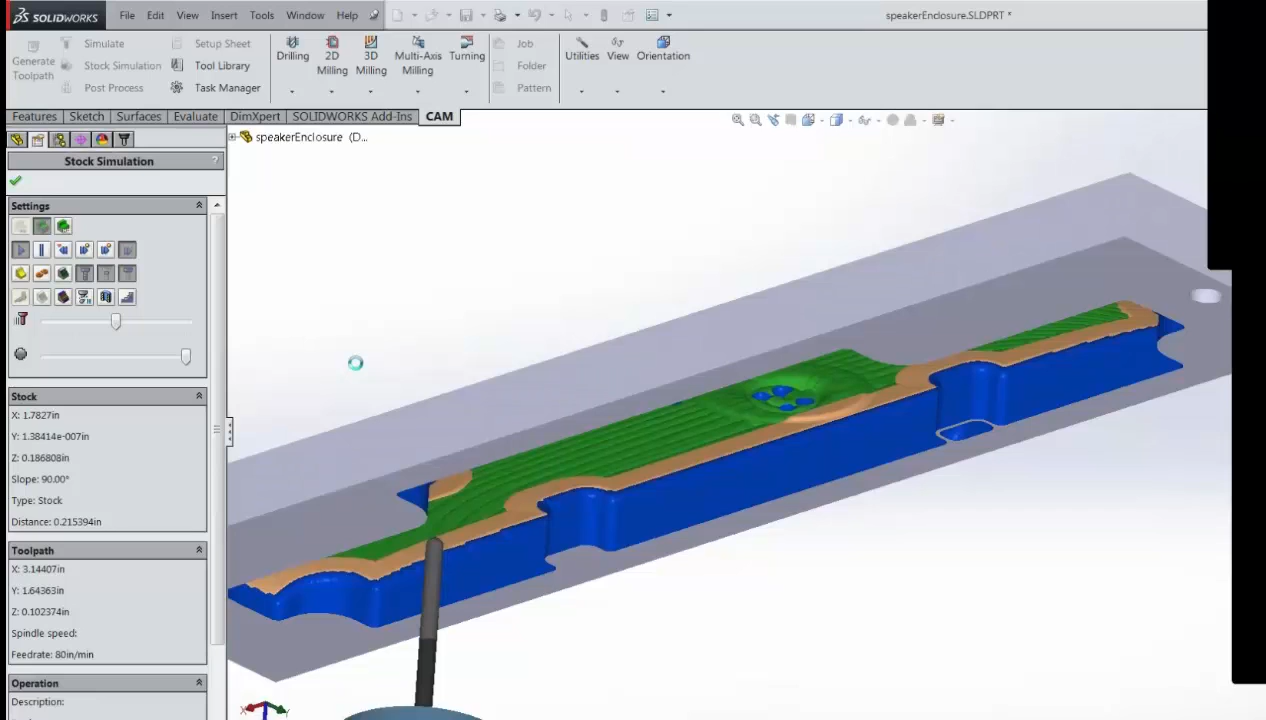 SOLIDWORKS File Edit View Insert Tools Window Help speakerEnclosure.SLDPRT *
Generate Toolpath
Simulate
Stock Simulation
Post Process
Setup Sheet
Tool Library
Task Manager
Drilling
2D Milling
3D Milling
Multi-Axis Milling
Turning
Job
Folder
Pattern
Utilities
View
Orientation
Features Sketch Surfaces Evaluate DimXpert SOLIDWORKS Add-Ins CAM
speakerEnclosure (D...
Stock Simulation ?
Settings
Stock
X: 1.7827in
Y: 1.38414e-007in
Z: 0.186808in
Slope: 90.00°
Type: Stock
Distance: 0.215394in
Toolpath
X: 3.14407in
Y: 1.64363in
Z: 0.102374in
Spindle speed:
Feedrate: 80in/min
Operation
Description: